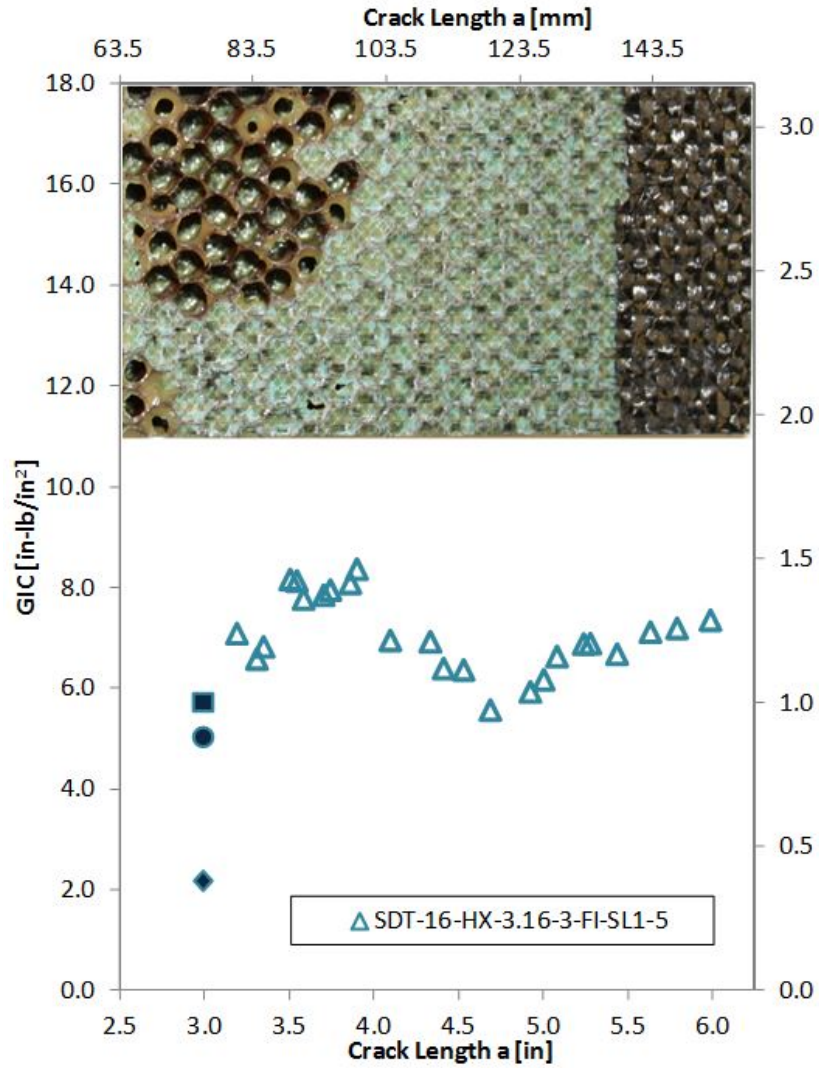 Crack Length a [mm]
63.5 83.5 103.5 123.5 143.5
18.0
16.0
14.0
12.0
10.0
8.0
6.0
4.0
2.0
0.0
GIC [in-lb/in²]
3.0
2.5
2.0
1.5
1.0
0.5
0.0
SDT-16-HX-3.16-3-FI-SL1-5
2.5 3.0 3.5 4.0 4.5 5.0 5.5 6.0
Crack Length a [in]